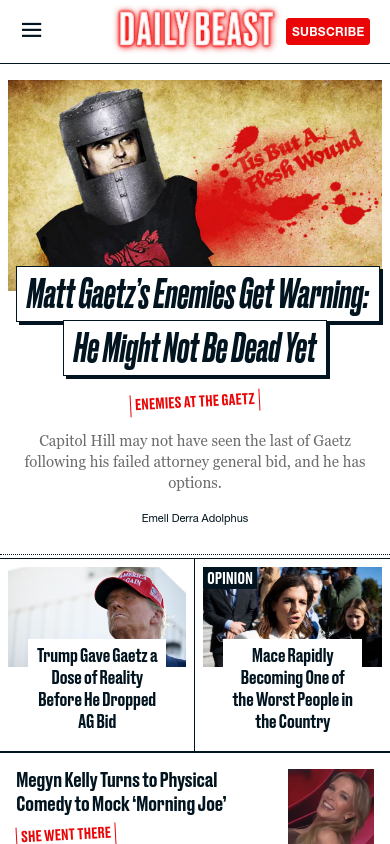 DAILY BEAST
SUBSCRIBE
'Tis But A
Flesh Wound
Matt Gaetz’s Enemies Get Warning:
He Might Not Be Dead Yet
ENEMIES AT THE GAETZ
Capitol Hill may not have seen the last of Gaetz
following his failed attorney general bid, and he has
options.
Emell Derra Adolphus
AMERICA
GAIN
Trump Gave Gaetz a
Dose of Reality
Before He Dropped
AG Bid
OPINION
Mace Rapidly
Becoming One of
the Worst People in
the Country
Megyn Kelly Turns to Physical
Comedy to Mock ‘Morning Joe’
SHE WENT THERE